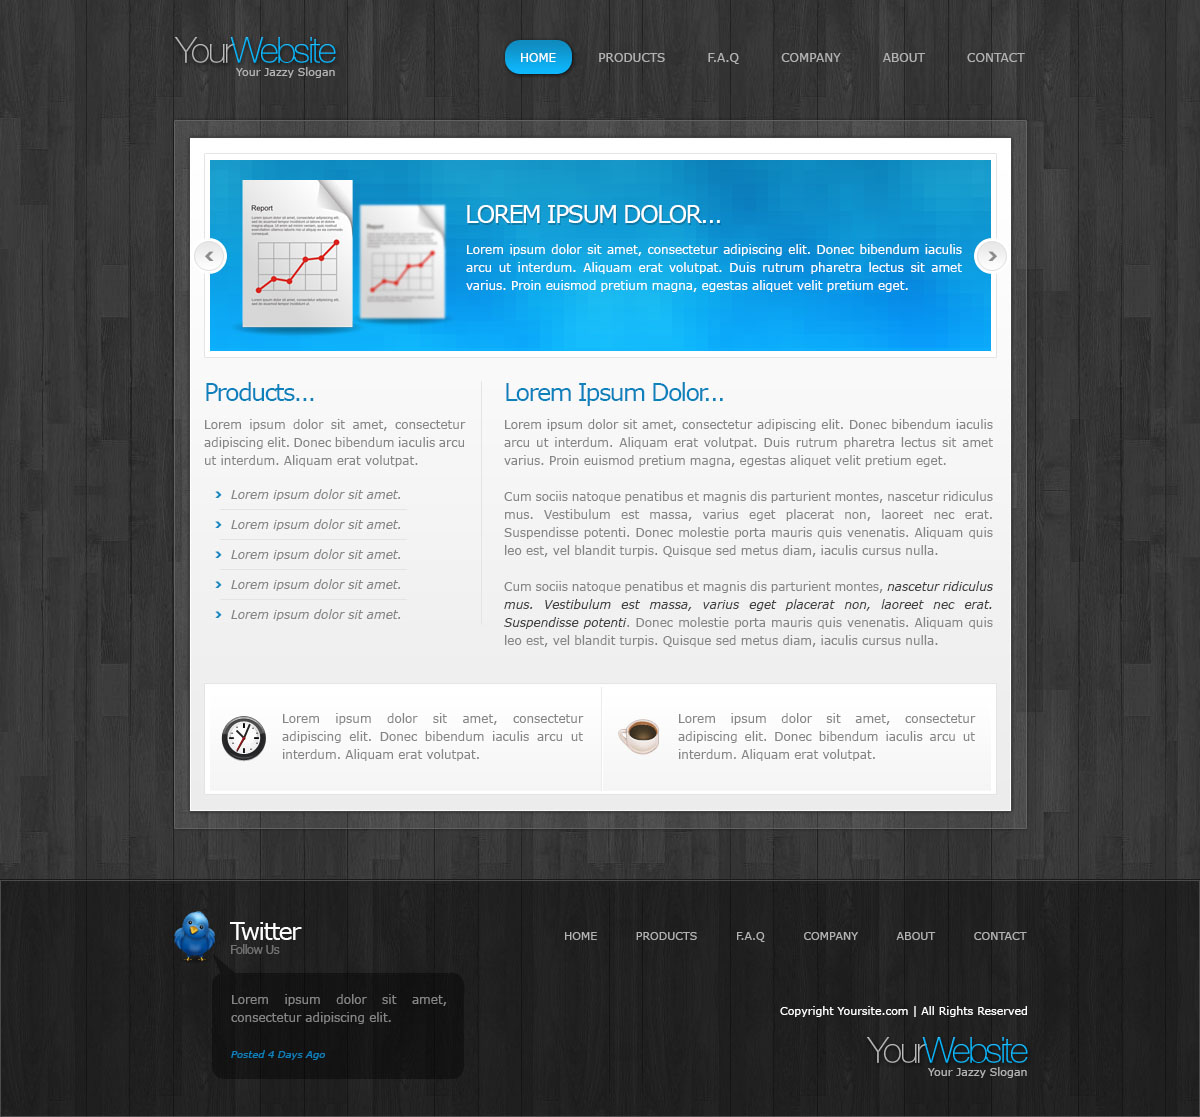 YourWebsite
Your Jazzy Slogan
HOME PRODUCTS F.A.Q COMPANY ABOUT CONTACT
Report
Report
LOREM IPSUM DOLOR...
Lorem ipsum dolor sit amet, consectetur adipiscing elit. Donec bibendum iaculis
arcu ut interdum. Aliquam erat volutpat. Duis rutrum pharetra lectus sit amet
varius. Proin euismod pretium magna, egestas aliquet velit pretium eget.
Products...
Lorem ipsum dolor sit amet, consectetur
adipiscing elit. Donec bibendum iaculis arcu
ut interdum. Aliquam erat volutpat.
Lorem ipsum dolor sit amet.
Lorem ipsum dolor sit amet.
Lorem ipsum dolor sit amet.
Lorem ipsum dolor sit amet.
Lorem ipsum dolor sit amet.
Lorem Ipsum Dolor...
Lorem ipsum dolor sit amet, consectetur adipiscing elit. Donec bibendum iaculis
arcu ut interdum. Aliquam erat volutpat. Duis rutrum pharetra lectus sit amet
varius. Proin euismod pretium magna, egestas aliquet velit pretium eget.
Cum sociis natoque penatibus et magnis dis parturient montes, nascetur ridiculus
mus. Vestibulum est massa, varius eget placerat non, laoreet nec erat.
Suspendisse potenti. Donec molestie porta mauris quis venenatis. Aliquam quis
leo est, vel blandit turpis. Quisque sed metus diam, iaculis cursus nulla.
Cum sociis natoque penatibus et magnis dis parturient montes, nascetur ridiculus
mus. Vestibulum est massa, varius eget placerat non, laoreet nec erat.
Suspendisse potenti. Donec molestie porta mauris quis venenatis. Aliquam quis
leo est, vel blandit turpis. Quisque sed metus diam, iaculis cursus nulla.
Lorem ipsum dolor sit amet, consectetur
adipiscing elit. Donec bibendum iaculis arcu ut
interdum. Aliquam erat volutpat.
Lorem ipsum dolor sit amet, consectetur
adipiscing elit. Donec bibendum iaculis arcu ut
interdum. Aliquam erat volutpat.
Twitter
Follow Us
Lorem ipsum dolor sit amet,
consectetur adipiscing elit.
Posted 4 Days Ago
HOME PRODUCTS F.A.Q COMPANY ABOUT CONTACT
Copyright Yoursite.com | All Rights Reserved
YourWebsite
Your Jazzy Slogan